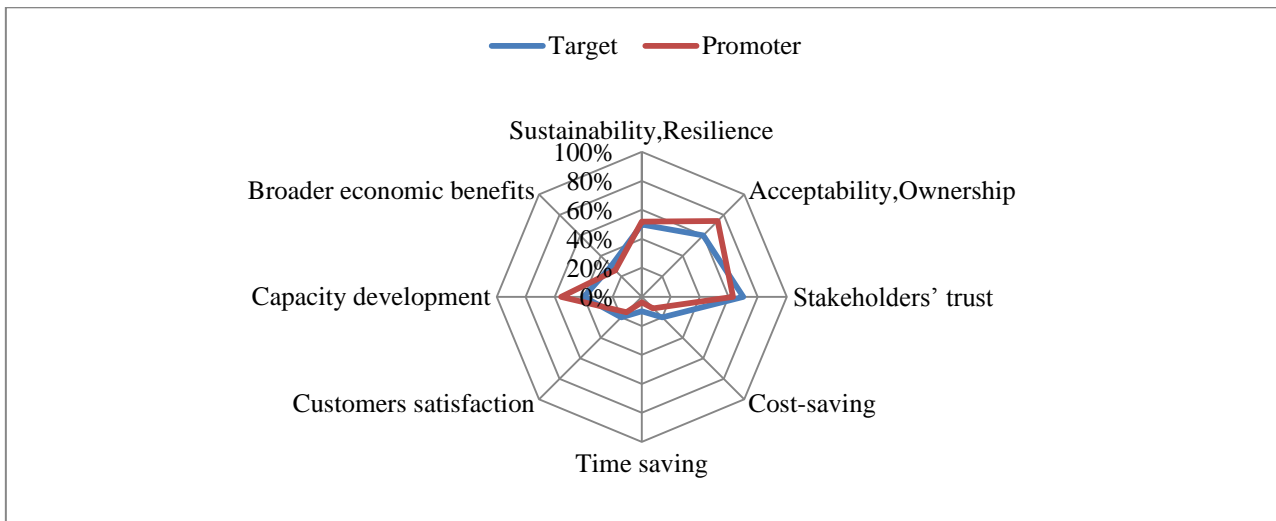 Target Promoter
Sustainability,Resilience
100%
Broader economic benefits
Acceptability,Ownership
80%
60%
40%
20%
Capacity development
0%
Stakeholders’ trust
Customers satisfaction
Cost-saving
Time saving